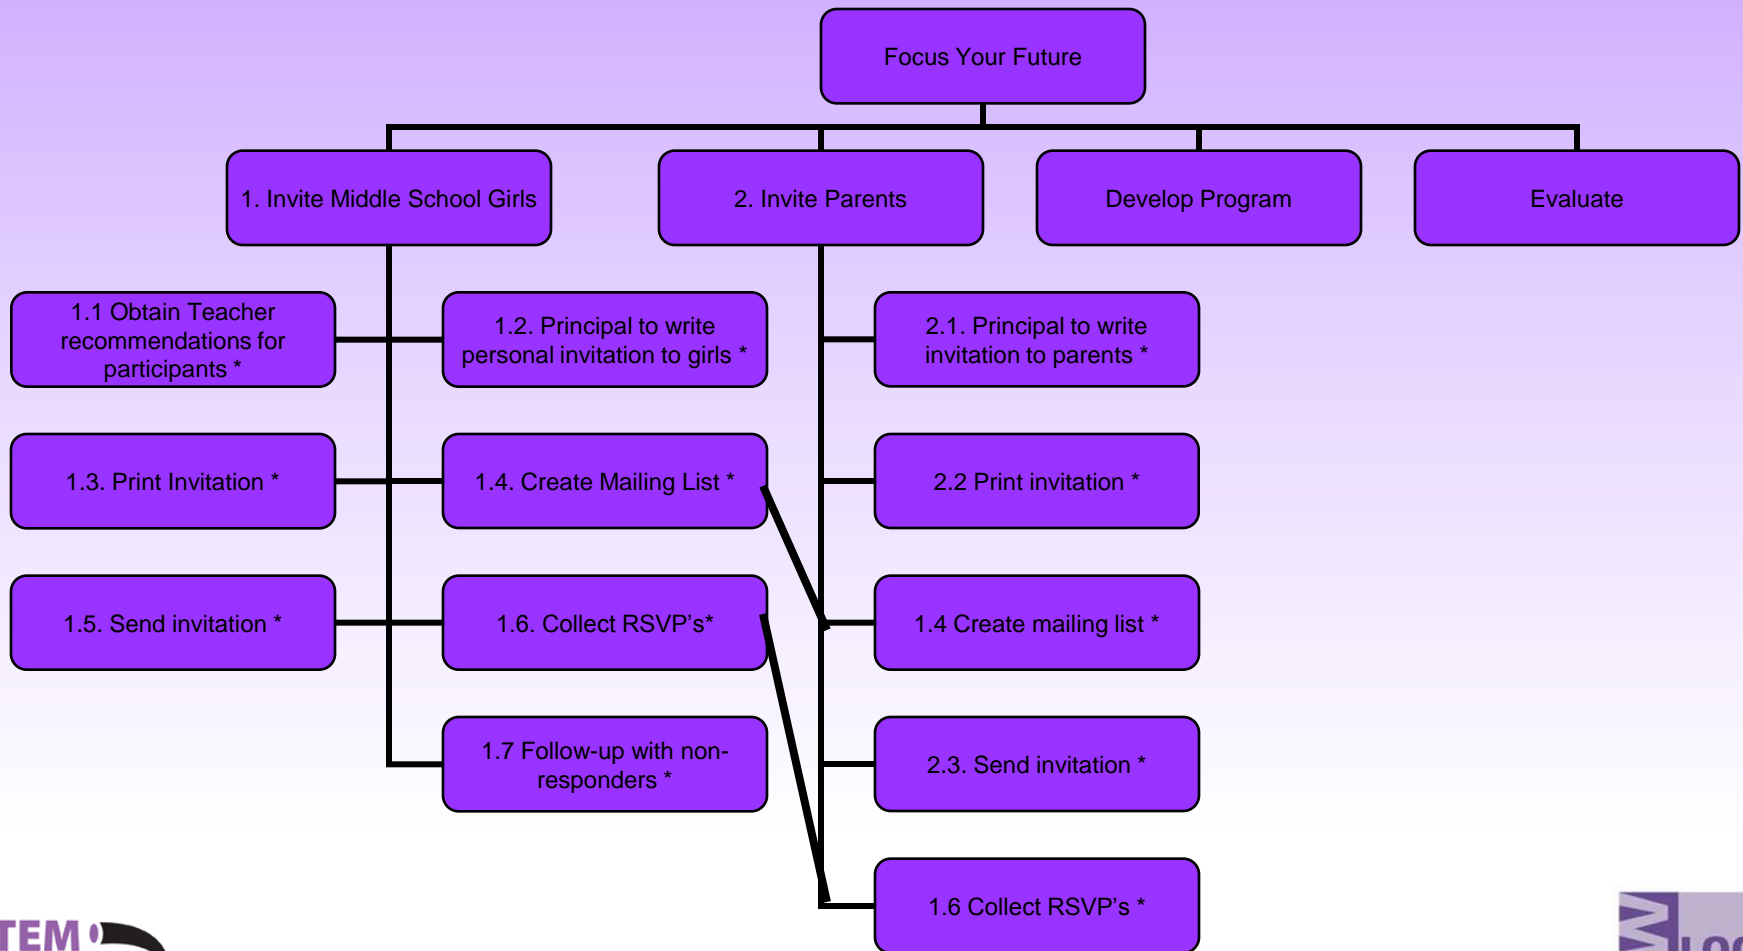 Focus Your Future
1. Invite Middle School Girls
2. Invite Parents
Develop Program
Evaluate
1.1 Obtain Teacher
recommendations for
participants *
1.2. Principal to write
personal invitation to girls *
2.1. Principal to write
invitation to parents *
1.3. Print Invitation *
1.4. Create Mailing List *
2.2 Print invitation *
1.5. Send invitation *
1.6. Collect RSVP's*
1.4 Create mailing list *
1.7 Follow-up with non-
responders *
2.3. Send invitation *
1.6 Collect RSVP's *
TEM